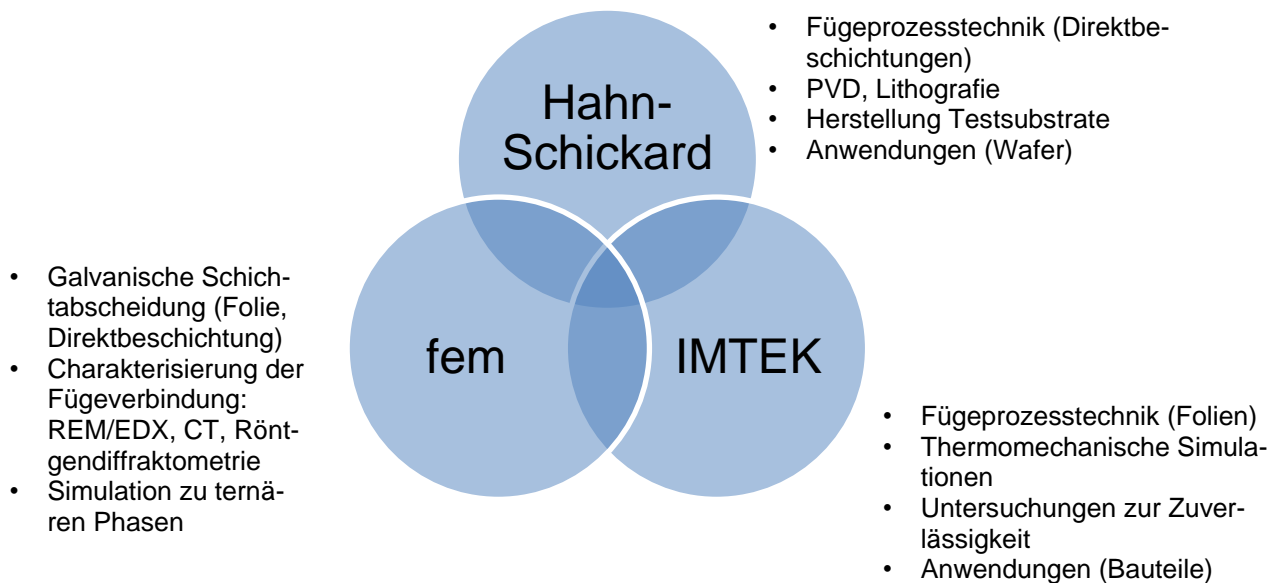 Hahn-
Schickard
• Fügeprozesstechnik (Direktbe-
schichtungen)
• PVD, Lithografie
• Herstellung Testsubstrate
• Anwendungen (Wafer)
fem
• Galvanische Schich-
tabscheidung (Folie,
Direktbeschichtung)
• Charakterisierung der
Fügeverbindung:
REM/EDX, CT, Rönt-
gendiffraktometrie
• Simulation zu ternä-
ren Phasen
IMTEK
• Fügeprozesstechnik (Folien)
• Thermomechanische Simula-
tionen
• Untersuchungen zur Zuver-
lässigkeit
• Anwendungen (Bauteile)